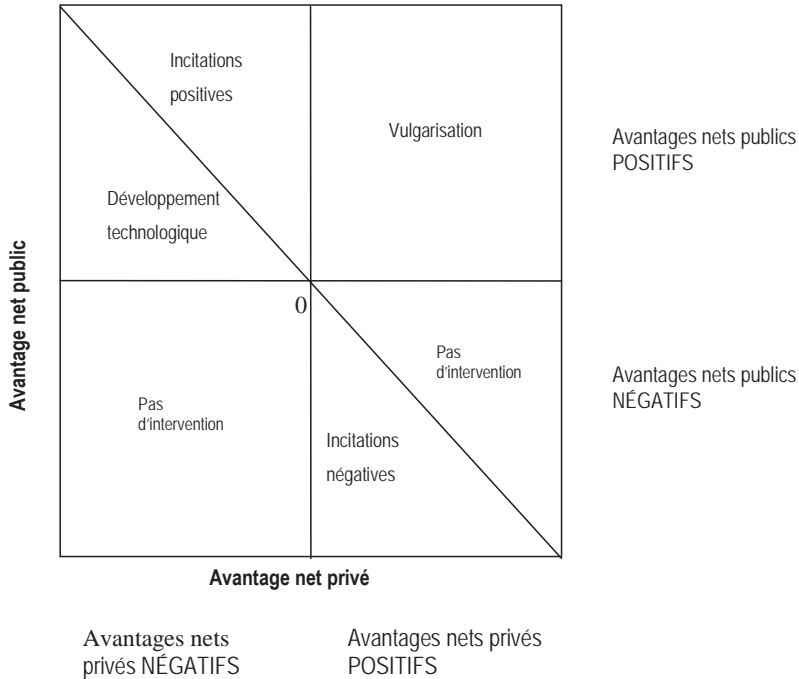 Incitations
positives
Vulgarisation
Avantages nets publics
POSITIFS
Développement
technologique
Avantage net public
0
Pas
d'intervention
Avantages nets publics
NÉGATIFS
Pas
d'intervention
Incitations
négatives
Avantage net privé
Avantages nets
privés NÉGATIFS
Avantages nets privés
POSITIFS